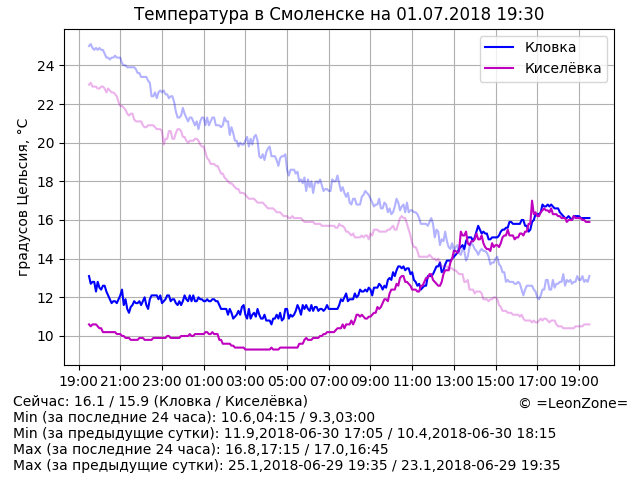 Температура в Смоленске на 01.07.2018 19:30
Кловка
Киселёвка
градусов Цельсия, °C
24
22
20
18
16
14
12
10
19:00 21:00 23:00 01:00 03:00 05:00 07:00 09:00 11:00 13:00 15:00 17:00 19:00
Сейчас: 16.1 / 15.9 (Кловка / Киселёвка)
© =LeonZone=
Min (за последние 24 часа): 10.6,04:15 / 9.3,03:00
Min (за предыдущие сутки): 11.9,2018-06-30 17:05 / 10.4,2018-06-30 18:15
Max (за последние 24 часа): 16.8,17:15 / 17.0,16:45
Max (за предыдущие сутки): 25.1,2018-06-29 19:35 / 23.1,2018-06-29 19:35